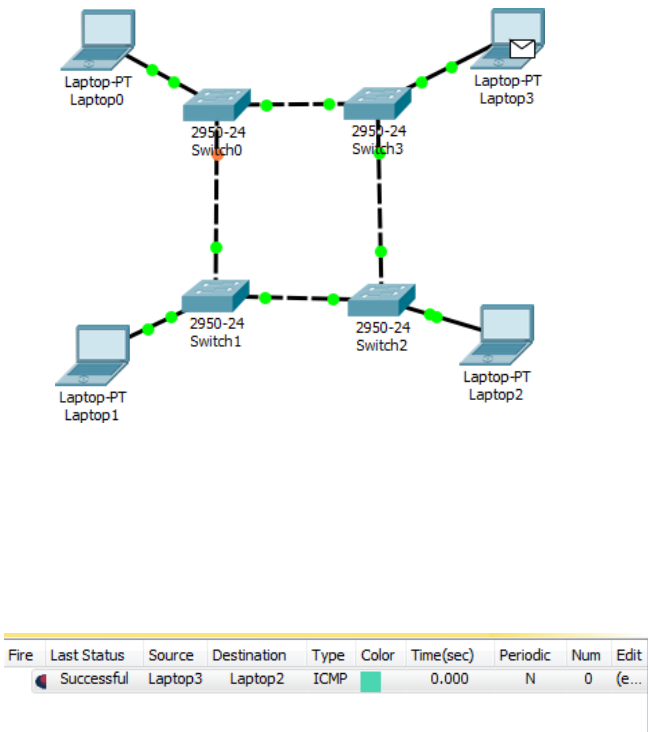 Laptop-PT
Laptop0
Laptop-PT
Laptop3
2950-24
Switch0
2950-24
Switch3
2950-24
Switch1
2950-24
Switch2
Laptop-PT
Laptop2
Laptop-PT
Laptop1
Fire Last Status Source Destination Type Color Time(sec) Periodic Num Edit
Successful Laptop3 Laptop2 ICMP 0.000 N 0 (e...